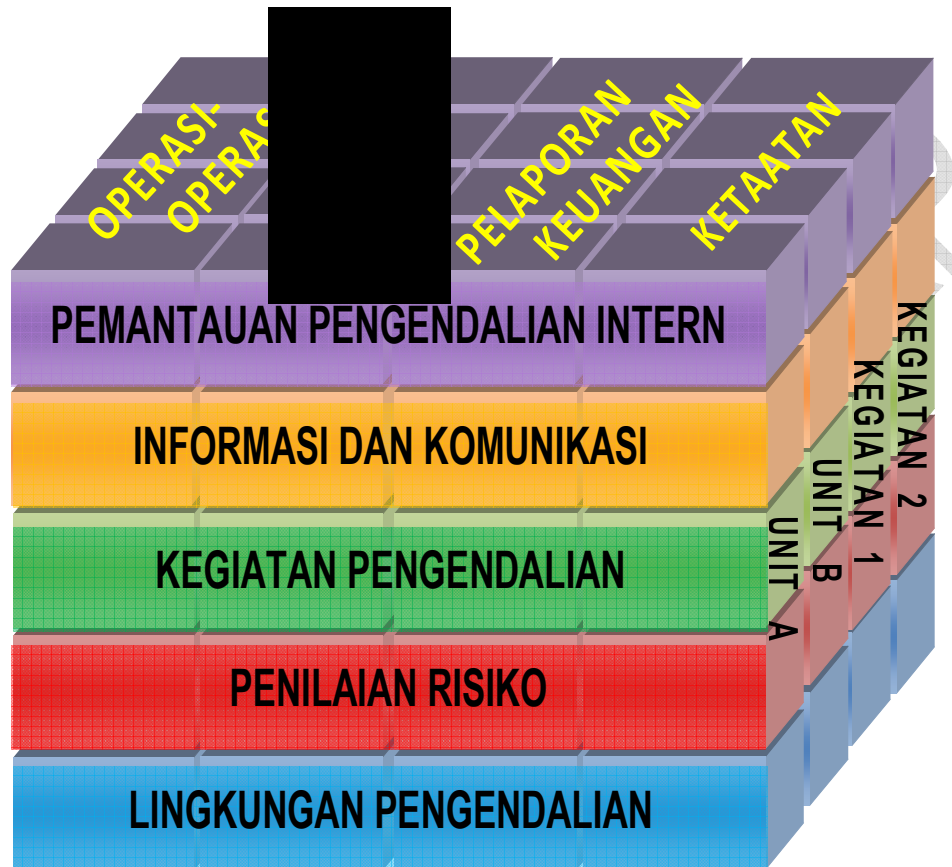 OPERASI-
PELAPORAN
KEUANGAN
KETAATAN
PEMANTAUAN PENGENDALIAN INTERN
INFORMASI DAN KOMUNIKASI
KEGIATAN PENGENDALIAN
PENILAIAN RISIKO
LINGKUNGAN PENGENDALIAN
UNIT A
UNIT B
KEGIATAN 1
KEGIATAN 2